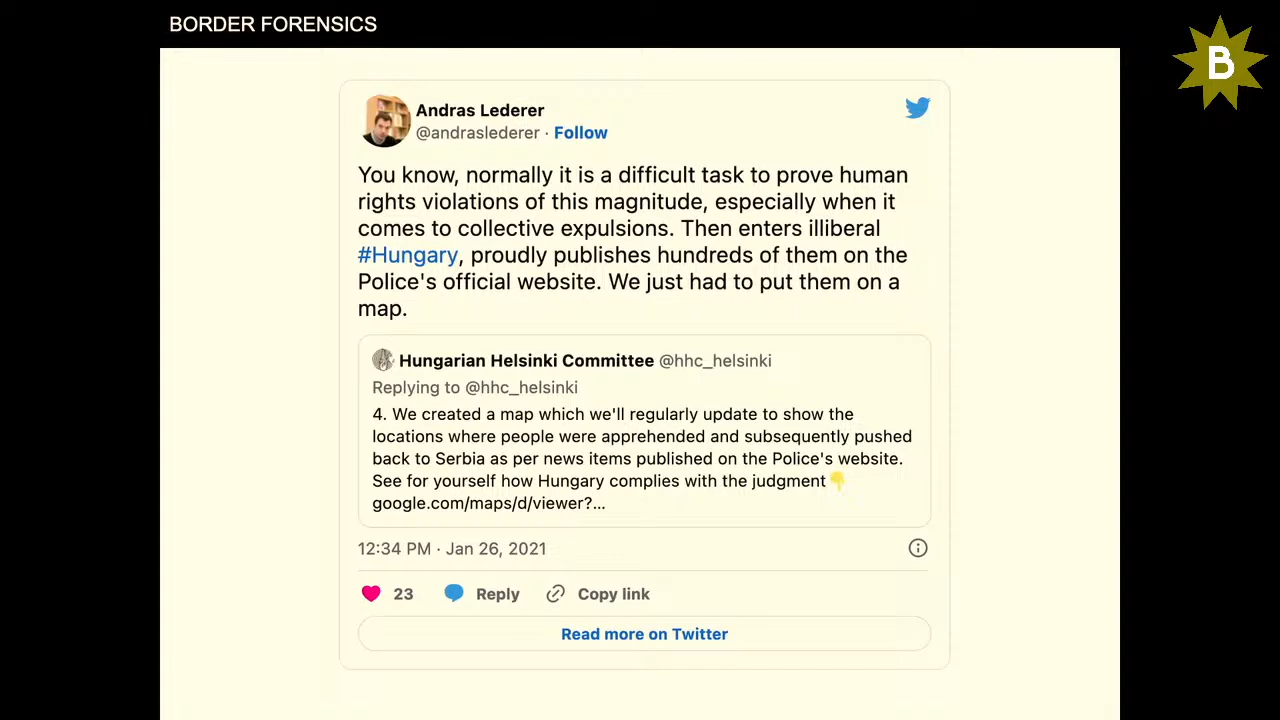 BORDER FORENSICS
B
Andras Lederer
@andraslederer · Follow
You know, normally it is a difficult task to prove human
rights violations of this magnitude, especially when it
comes to collective expulsions. Then enters illiberal
#Hungary, proudly publishes hundreds of them on the
Police's official website. We just had to put them on a
map.
Hungarian Helsinki Committee @hhc_helsinki
Replying to @hhc_helsinki
4. We created a map which we'll regularly update to show the
locations where people were apprehended and subsequently pushed
back to Serbia as per news items published on the Police's website.
See for yourself how Hungary complies with the judgment👇
google.com/maps/d/viewer?...
12:34 PM · Jan 26, 2021
23 Reply Copy link
Read more on Twitter